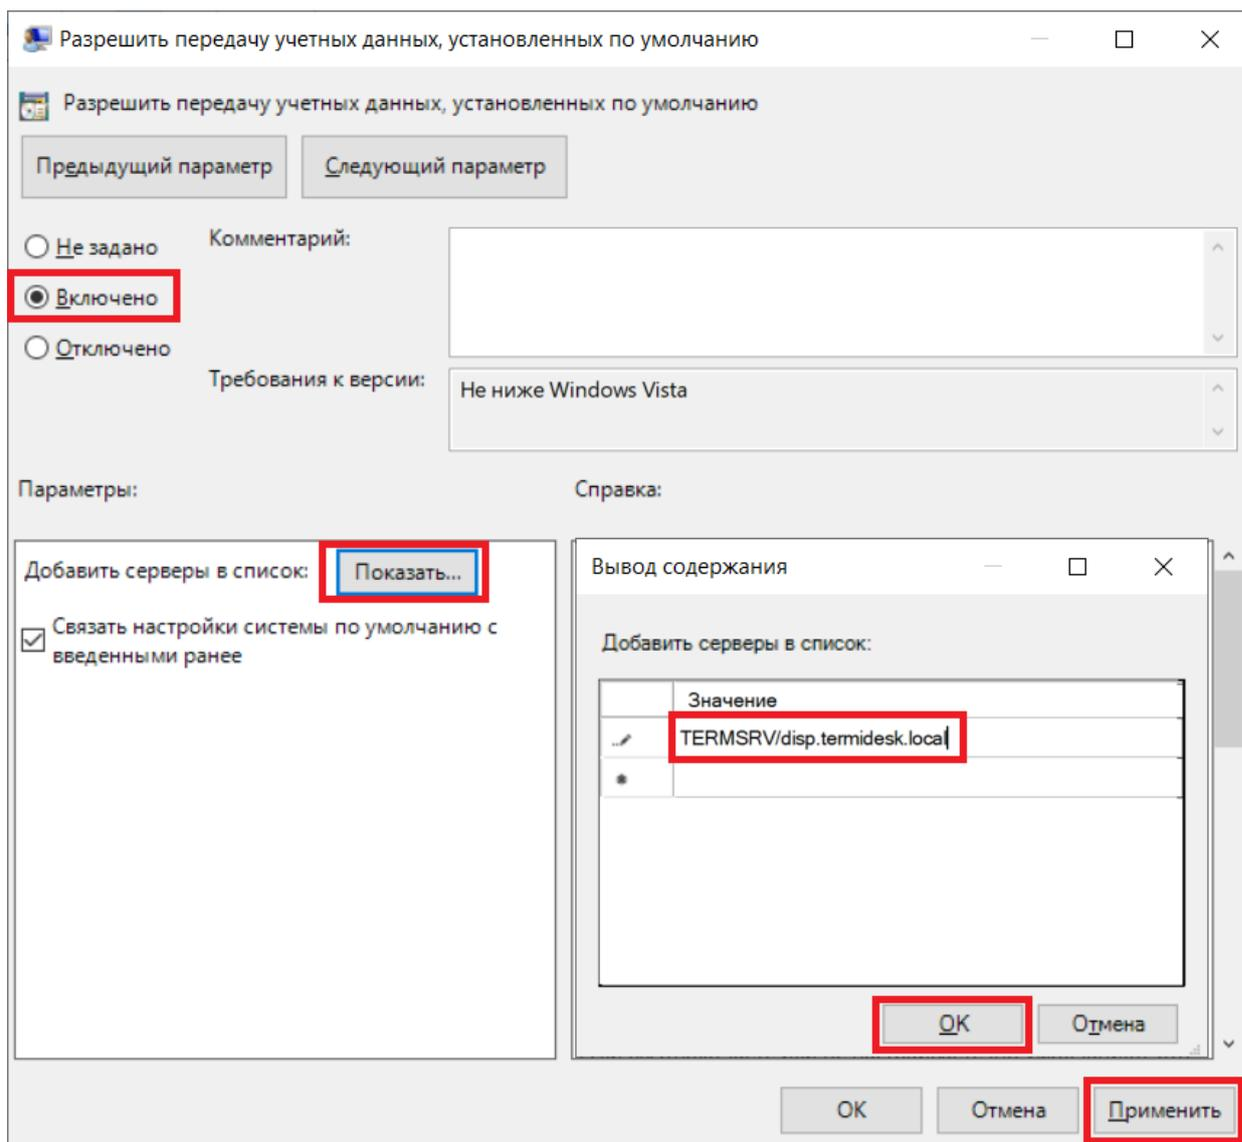 Разрешить передачу учетных данных, установленных по умолчанию
Разрешить передачу учетных данных, установленных по умолчанию
Предыдущий параметр
Следующий параметр
Не задано
Комментарий:
Включено
Отключено
Требования к версии:
Не ниже Windows Vista
Параметры:
Справка:
Добавить серверы в список:
Показать...
Связать настройки системы по умолчанию с
введенными ранее
Вывод содержания
Добавить серверы в список:
Значение
TERMSRV/disp.termidesk.local
OK
Отмена
OK
Отмена
Применить